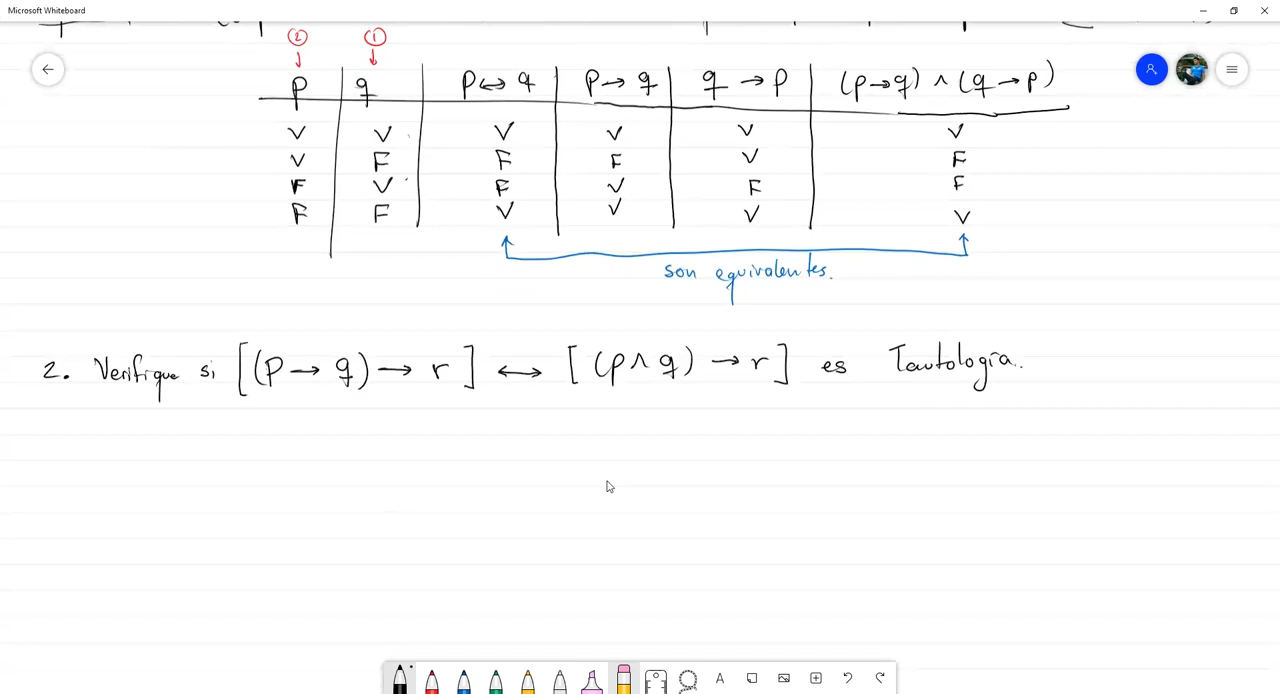 Microsoft Whiteboard
② ①
p q p ↔ q p → q q → p (p → q) ∧ (q → p)
V V V V V V
V F F F V F
F V F V F F
F F V V V V
son equivalentes.
2. Verifique si [(p → q) → r] ↔ [(p ∧ q) → r] es Tautología.
A